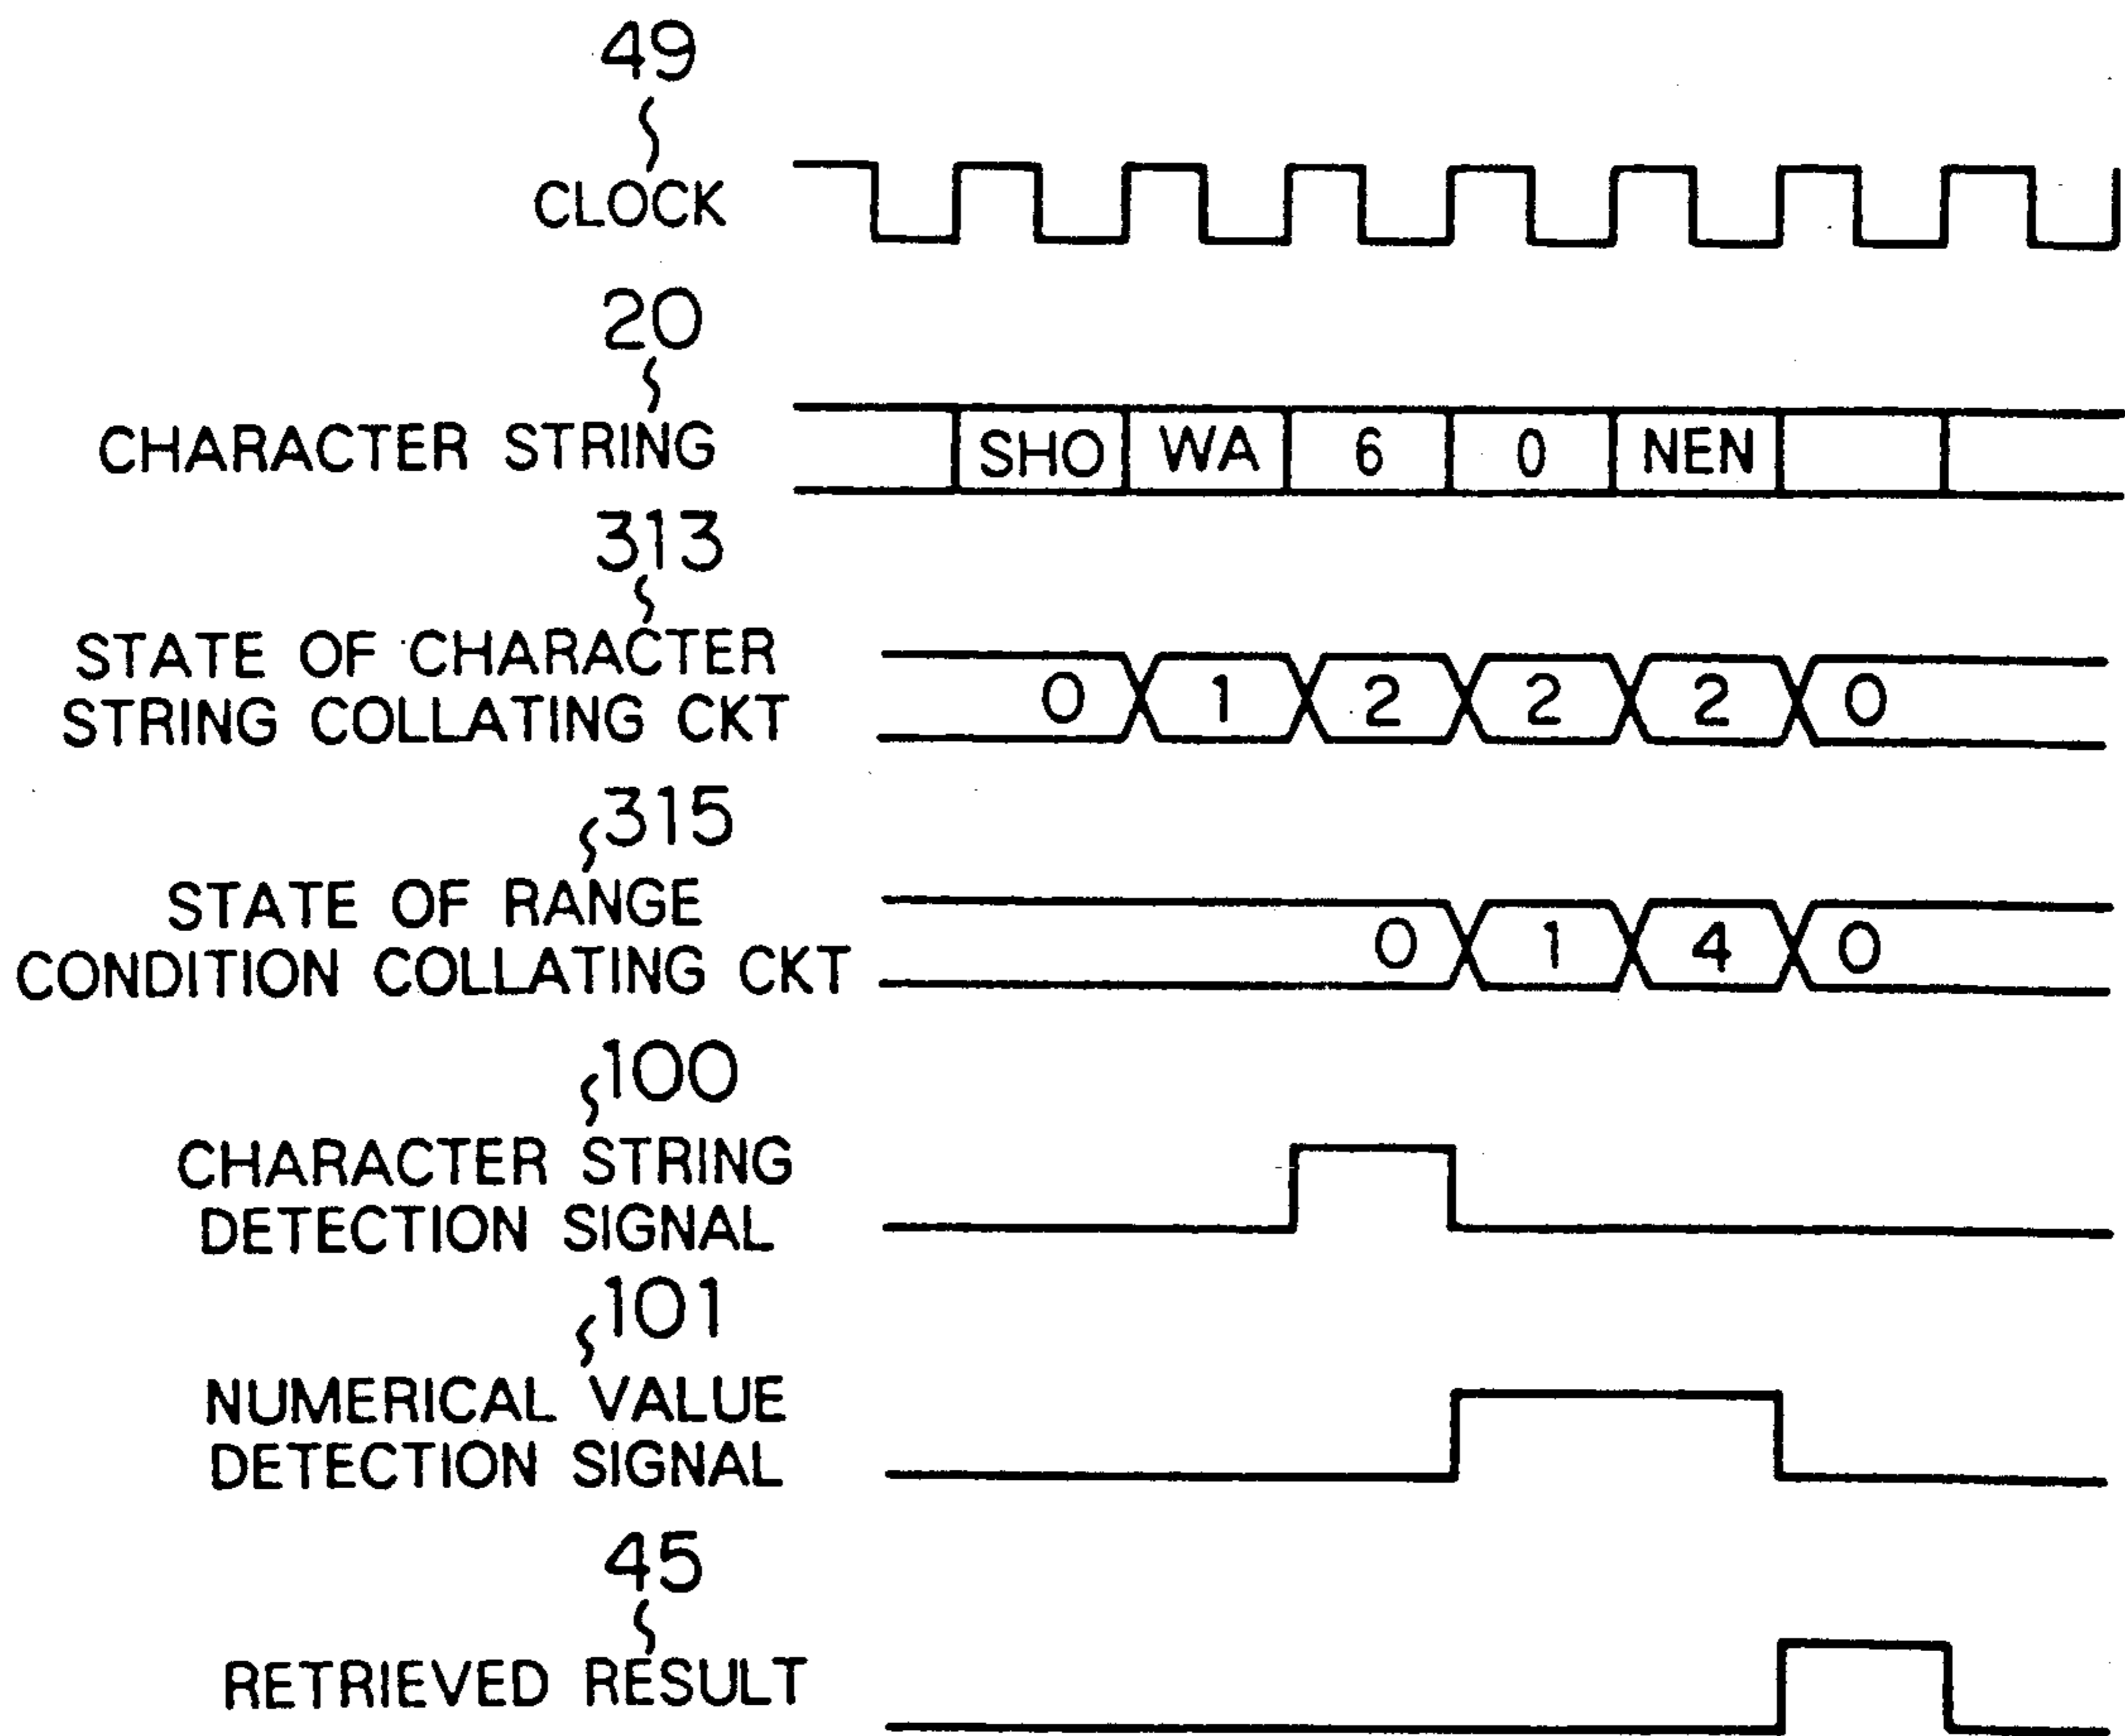 49
CLOCK
20
CHARACTER STRING
SHO WA 6 0 NEN
313
STATE OF CHARACTER
STRING COLLATING CKT
0 1 2 2 2 0
315
STATE OF RANGE
CONDITION COLLATING CKT
0 1 4 0
100
CHARACTER STRING
DETECTION SIGNAL
101
NUMERICAL VALUE
DETECTION SIGNAL
45
RETRIEVED RESULT